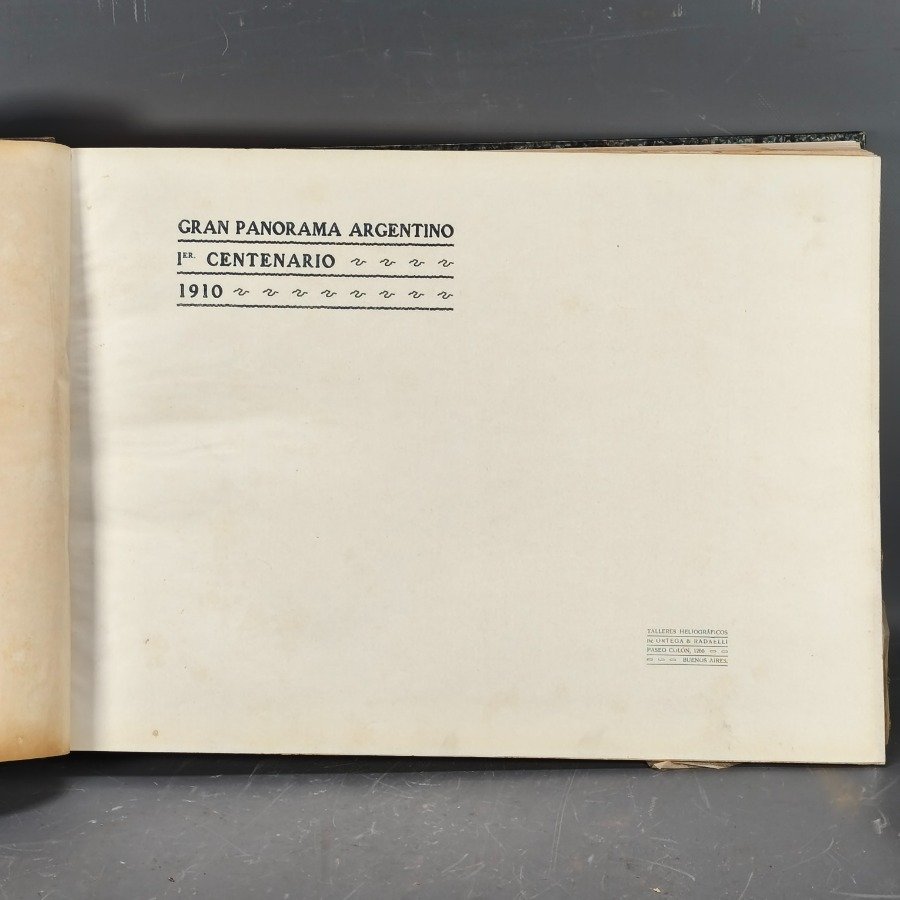 GRAN PANORAMA ARGENTINO
1ER. CENTENARIO
1910
TALLERES HELIOGRÁFICOS
DE ORTEGA & RADAELLI
PASEO COLÓN, 1266
BUENOS AIRES.